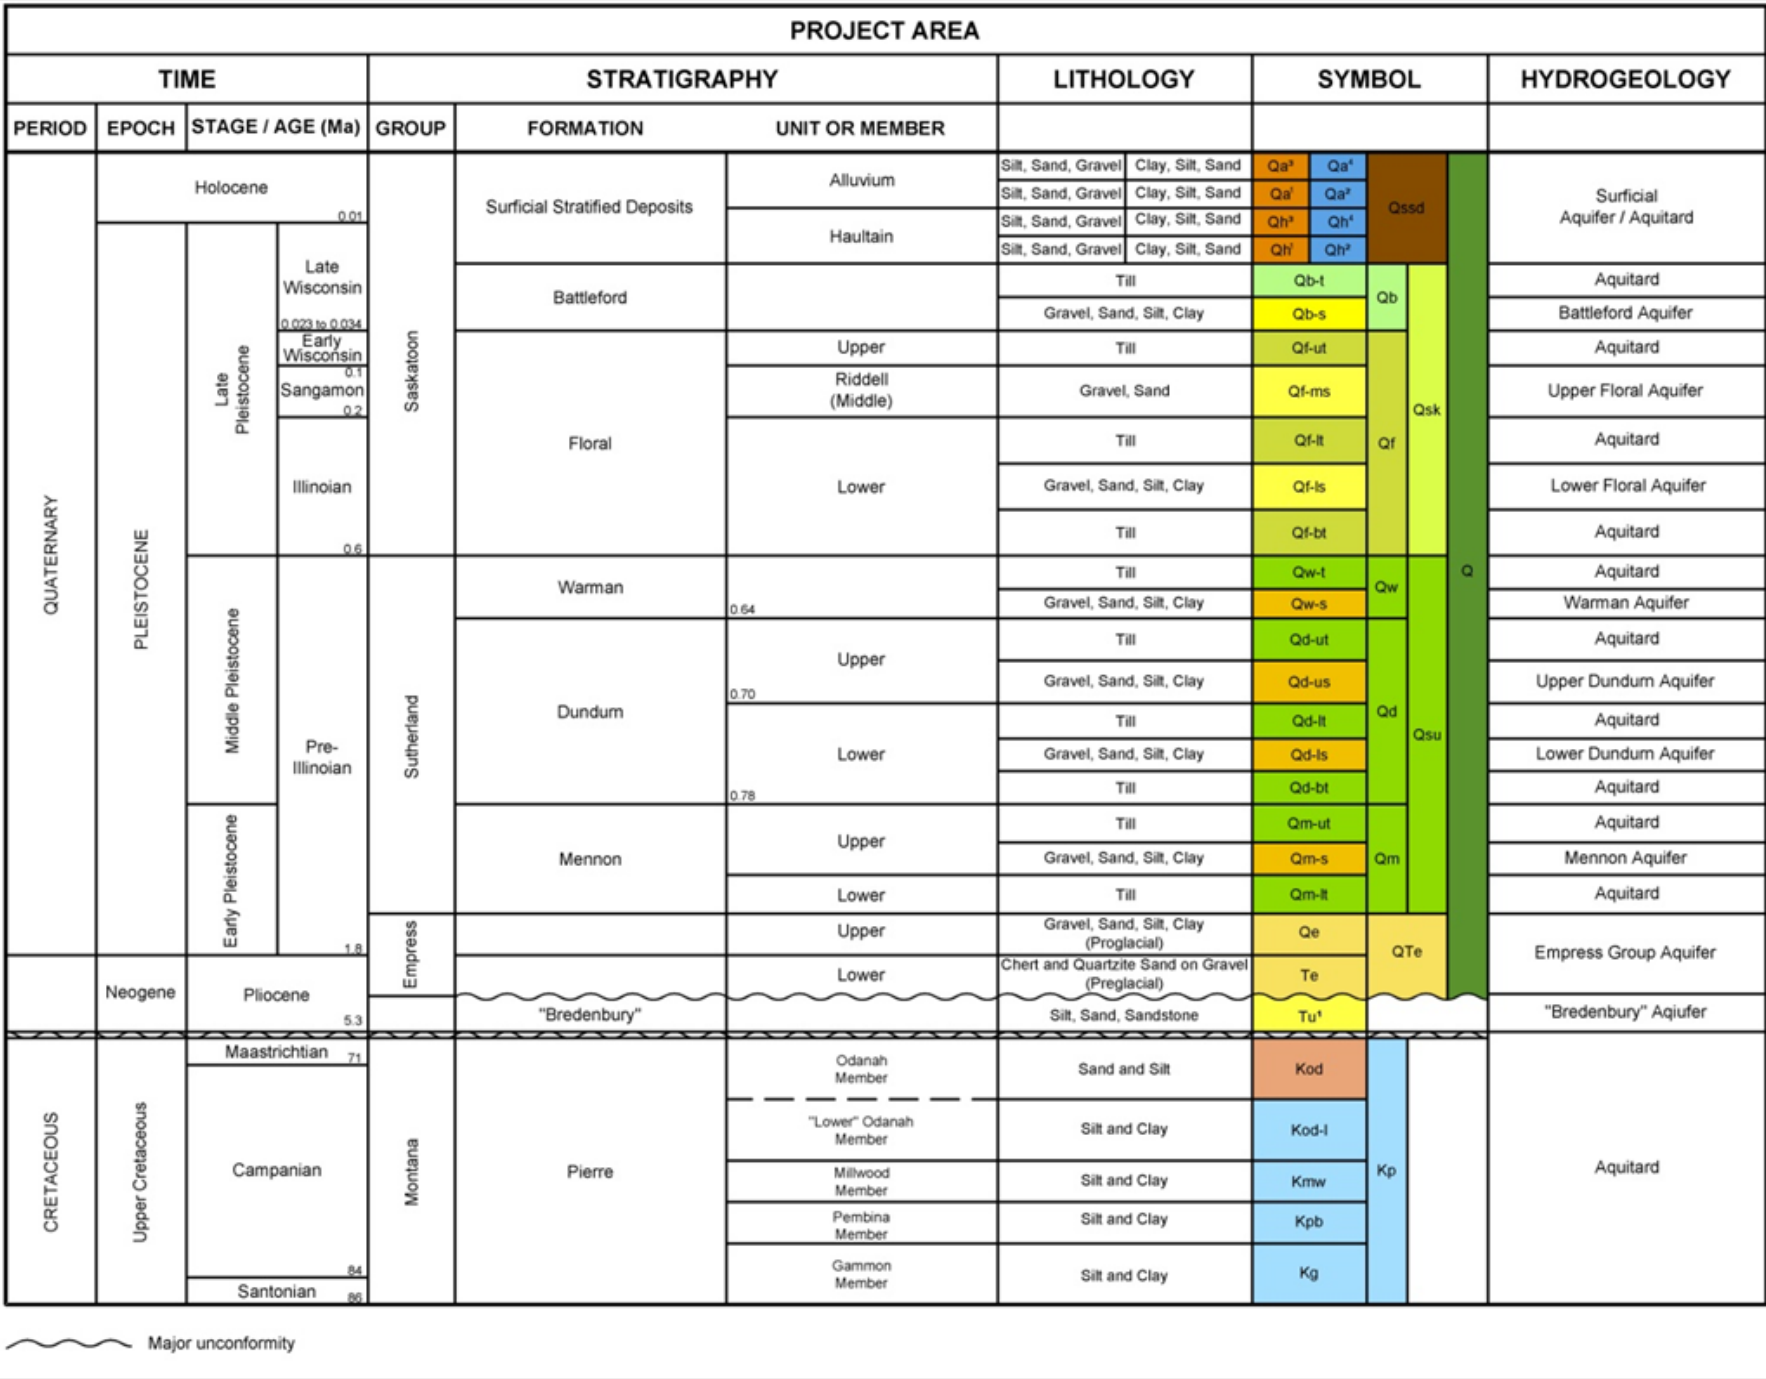 PROJECT AREA
TIME STRATIGRAPHY LITHOLOGY SYMBOL HYDROGEOLOGY
PERIOD EPOCH STAGE / AGE (Ma) GROUP FORMATION UNIT OR MEMBER
QUATERNARY
CRETACEOUS
PLEISTOCENE
Neogene
Upper Cretaceous
Holocene
0.01
Late
Pleistocene
Middle Pleistocene
Early Pleistocene
Late
Wisconsin
0.023 to 0.034
Early
Wisconsin
0.1
Sangamon
0.2
Illinoian
0.6
Pre-
Illinoian
1.8
Pliocene
5.3
Maastrichtian
71
Campanian
84
Santonian
86
Saskatoon
Sutherland
Empress
Montana
Surficial Stratified Deposits
Battleford
Floral
Warman
Dundurn
Mennon
"Bredenbury"
Pierre
Alluvium
Haultain
Upper
Riddell
(Middle)
Lower
0.64
Upper
0.70
Lower
0.78
Upper
Lower
Upper
Lower
Odanah
Member
"Lower" Odanah
Member
Millwood
Member
Pembina
Member
Gammon
Member
Silt, Sand, Gravel Clay, Silt, Sand
Silt, Sand, Gravel Clay, Silt, Sand
Silt, Sand, Gravel Clay, Silt, Sand
Silt, Sand, Gravel Clay, Silt, Sand
Till
Gravel, Sand, Silt, Clay
Till
Gravel, Sand
Till
Gravel, Sand, Silt, Clay
Till
Till
Gravel, Sand, Silt, Clay
Till
Gravel, Sand, Silt, Clay
Till
Gravel, Sand, Silt, Clay
Till
Till
Gravel, Sand, Silt, Clay
Till
Gravel, Sand, Silt, Clay
(Proglacial)
Chert and Quartzite Sand on Gravel
(Preglacial)
Silt, Sand, Sandstone
Sand and Silt
Silt and Clay
Silt and Clay
Silt and Clay
Silt and Clay
Qa³ Qa⁴
Qa¹ Qa²
Qh³ Qh⁴
Qh¹ Qh²
Qb-t
Qb-s
Qf-ut
Qf-ms
Qf-lt
Qf-ls
Qf-bt
Qw-t
Qw-s
Qd-ut
Qd-us
Qd-lt
Qd-ls
Qd-bt
Qm-ut
Qm-s
Qm-lt
Qe
Te
Tu¹
Kod
Kod-l
Kmw
Kpb
Kg
Qssd
Qb
Qf
Qw
Qd
Qm
QTe
Kp
Qsk
Qsu
Q
Surficial
Aquifer / Aquitard
Aquitard
Battleford Aquifer
Aquitard
Upper Floral Aquifer
Aquitard
Lower Floral Aquifer
Aquitard
Aquitard
Warman Aquifer
Aquitard
Upper Dundurn Aquifer
Aquitard
Lower Dundurn Aquifer
Aquitard
Aquitard
Mennon Aquifer
Aquitard
Empress Group Aquifer
"Bredenbury" Aqiufer
Aquitard
Major unconformity